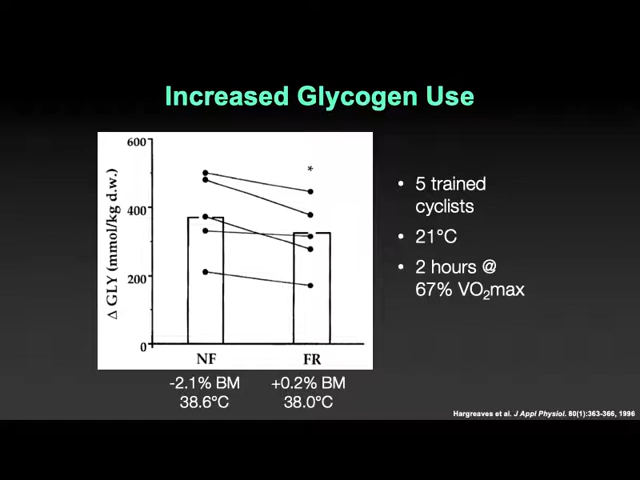 Increased Glycogen Use
600
400
200
0
Δ GLY (mmol/kg d.w.)
*
NF FR
-2.1% BM +0.2% BM
38.6°C 38.0°C
• 5 trained
cyclists
• 21°C
• 2 hours @
67% VO₂max
Hargreaves et al. J Appl Physiol. 80(1):363-366, 1996